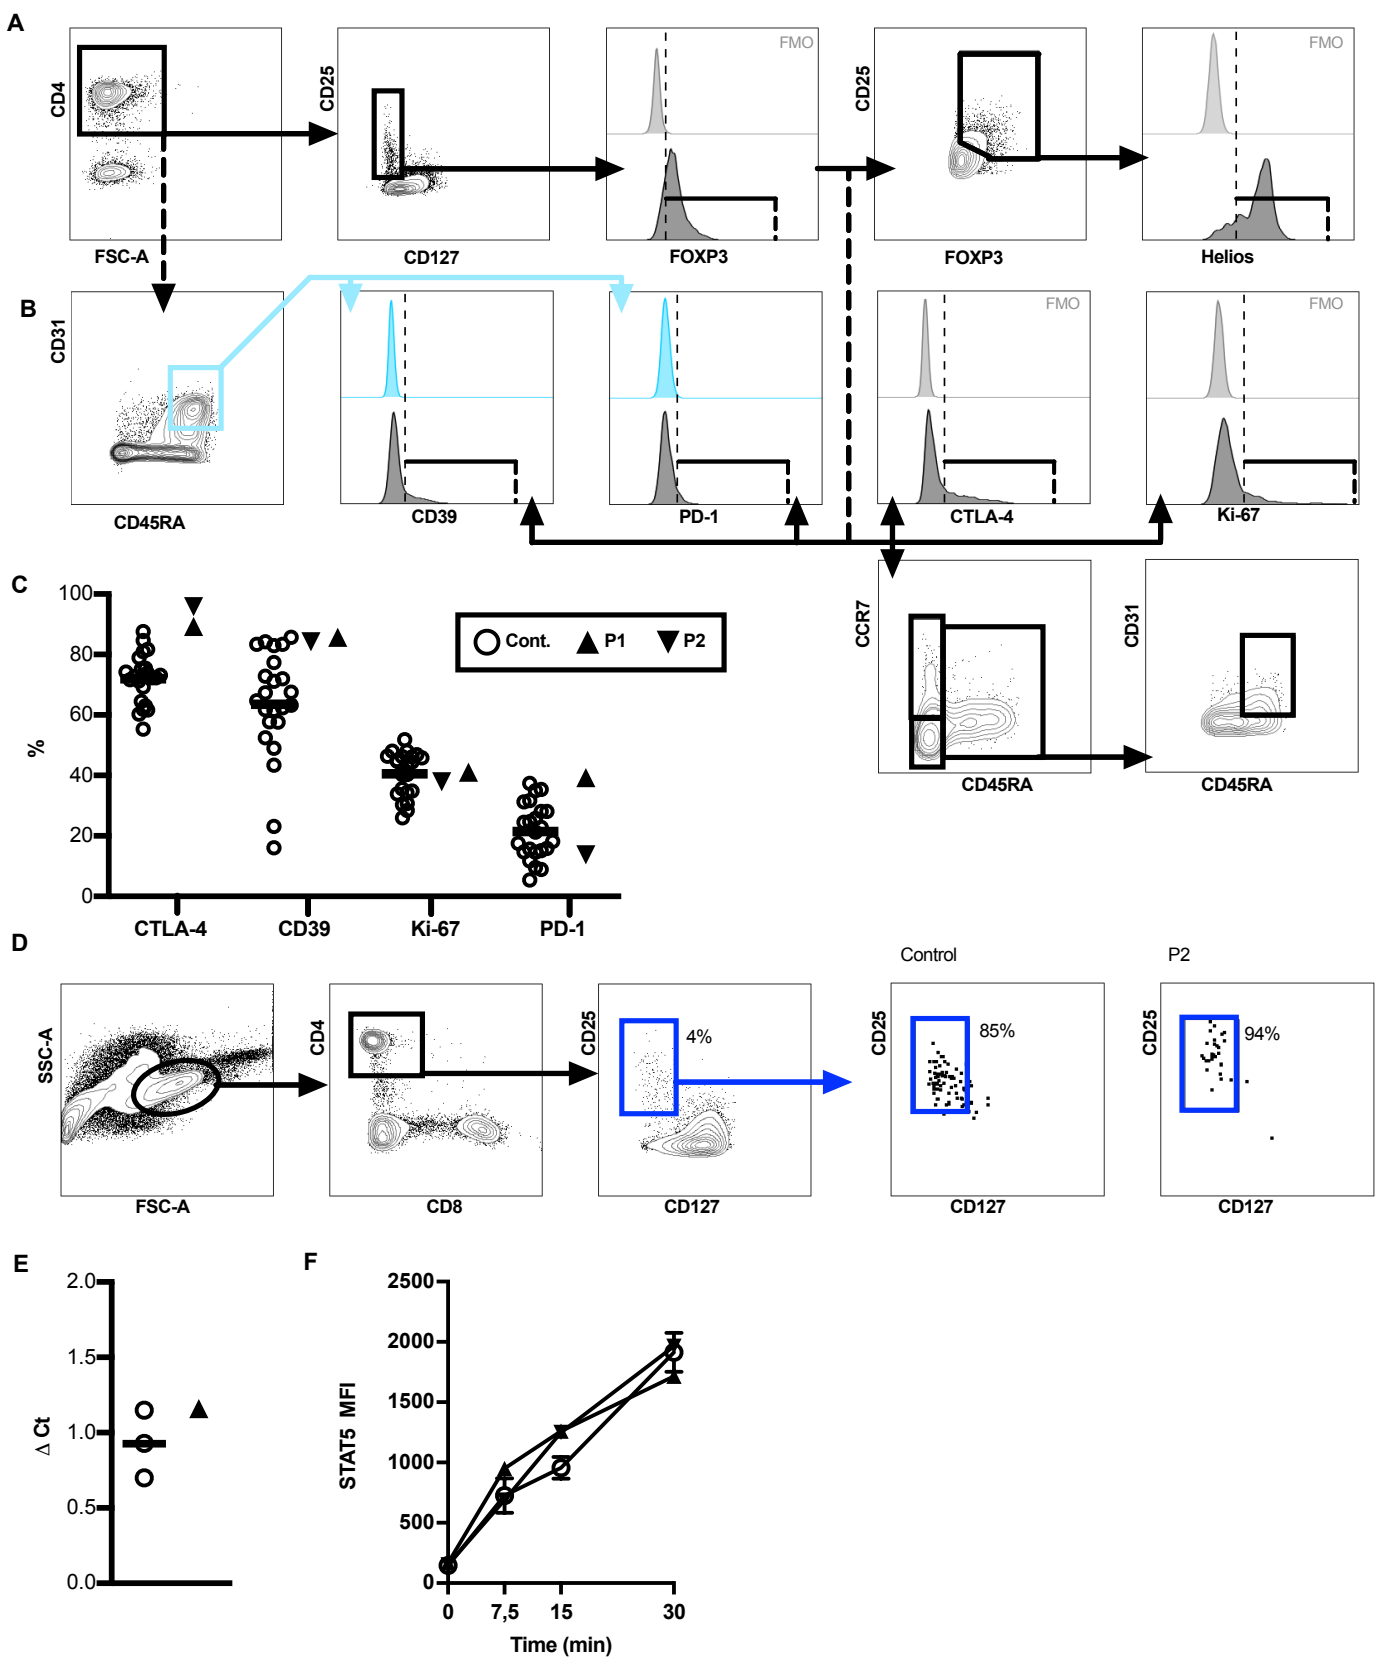 A
CD4
FSC-A
CD25
CD127
FMO
FOXP3
CD25
FOXP3
FMO
Helios
B
CD31
CD45RA
CD39
PD-1
FMO
CTLA-4
FMO
Ki-67
CCR7
CD45RA
CD31
CD45RA
C
100
80
60
40
20
0
%
Cont.
P1
P2
CTLA-4
CD39
Ki-67
PD-1
D
SSC-A
FSC-A
CD4
CD8
CD25
4%
CD127
Control
CD25
85%
CD127
P2
CD25
94%
CD127
E
2.0
1.5
1.0
0.5
0.0
Δ Ct
F
2500
2000
1500
1000
500
0
STAT5 MFI
0
7,5
15
30
Time (min)